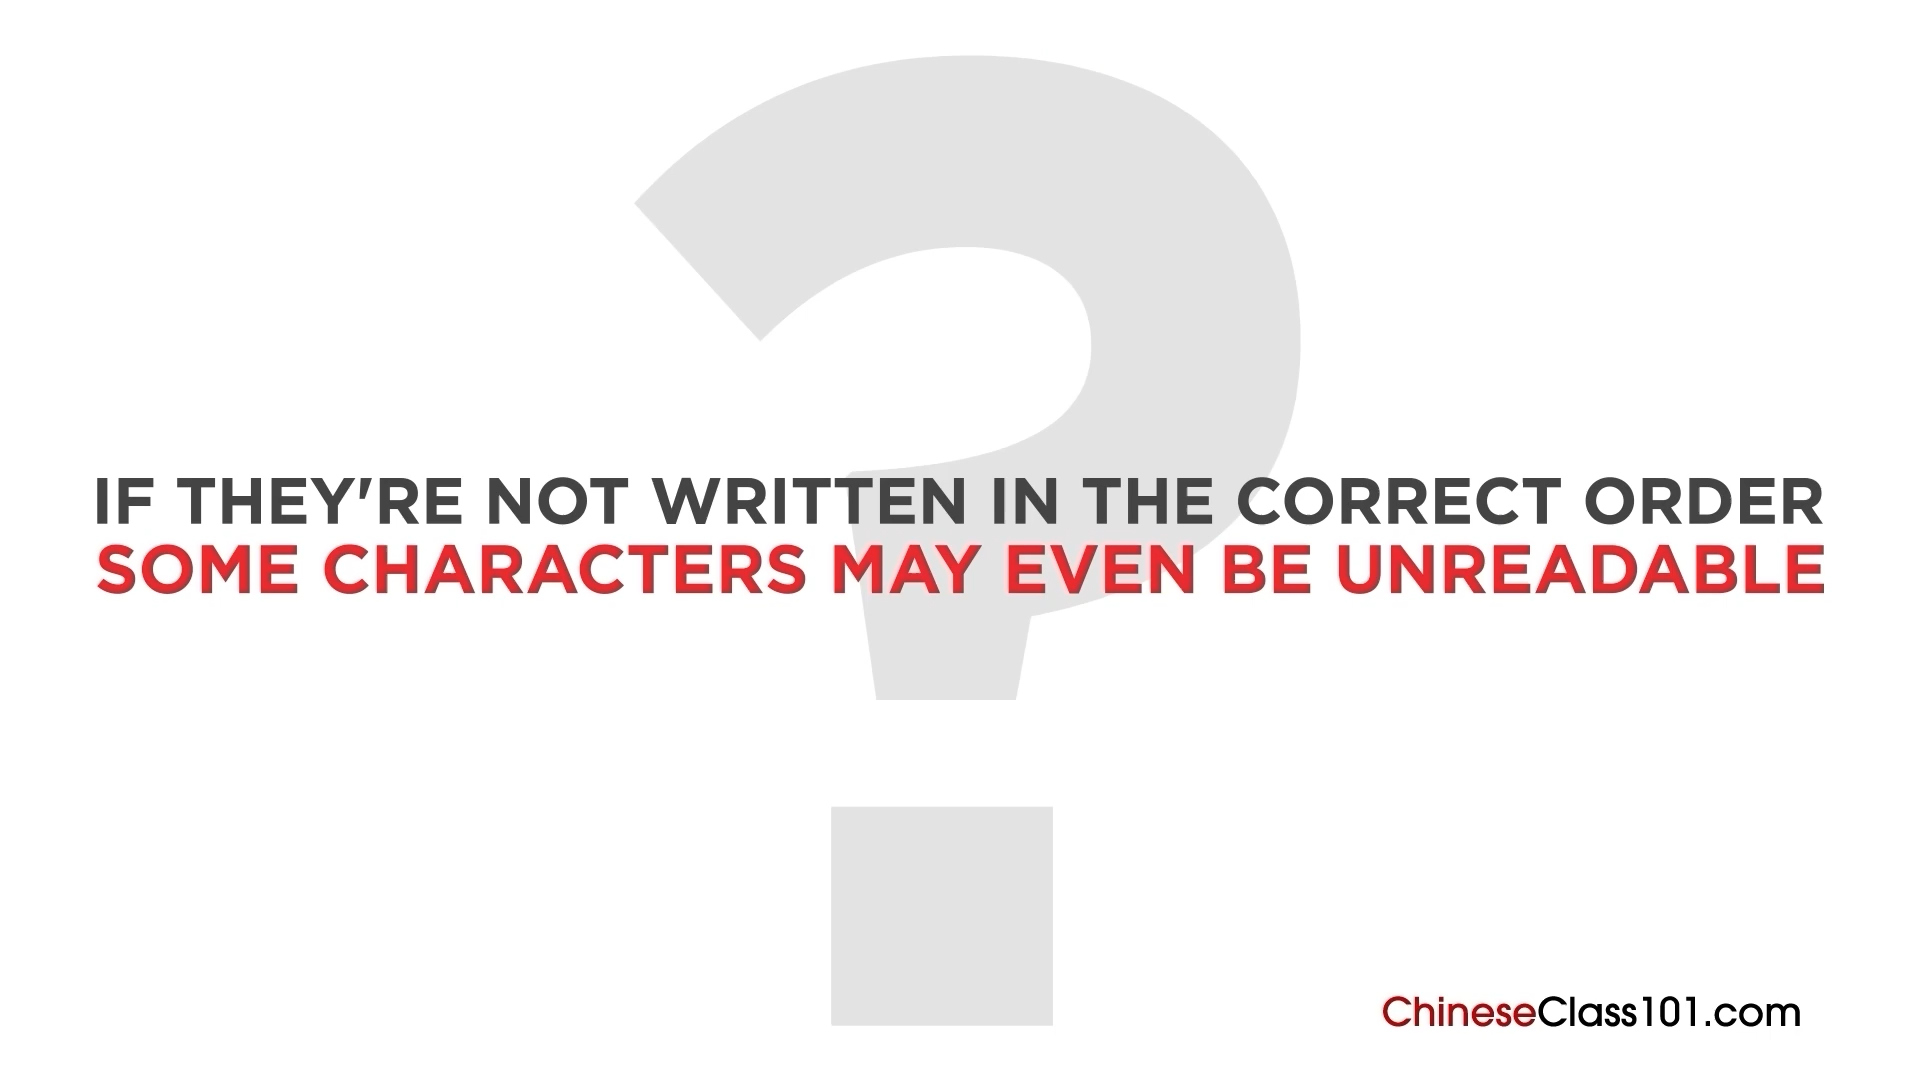 IF THEY'RE NOT WRITTEN IN THE CORRECT ORDER
SOME CHARACTERS MAY EVEN BE UNREADABLE
ChineseClass101.com